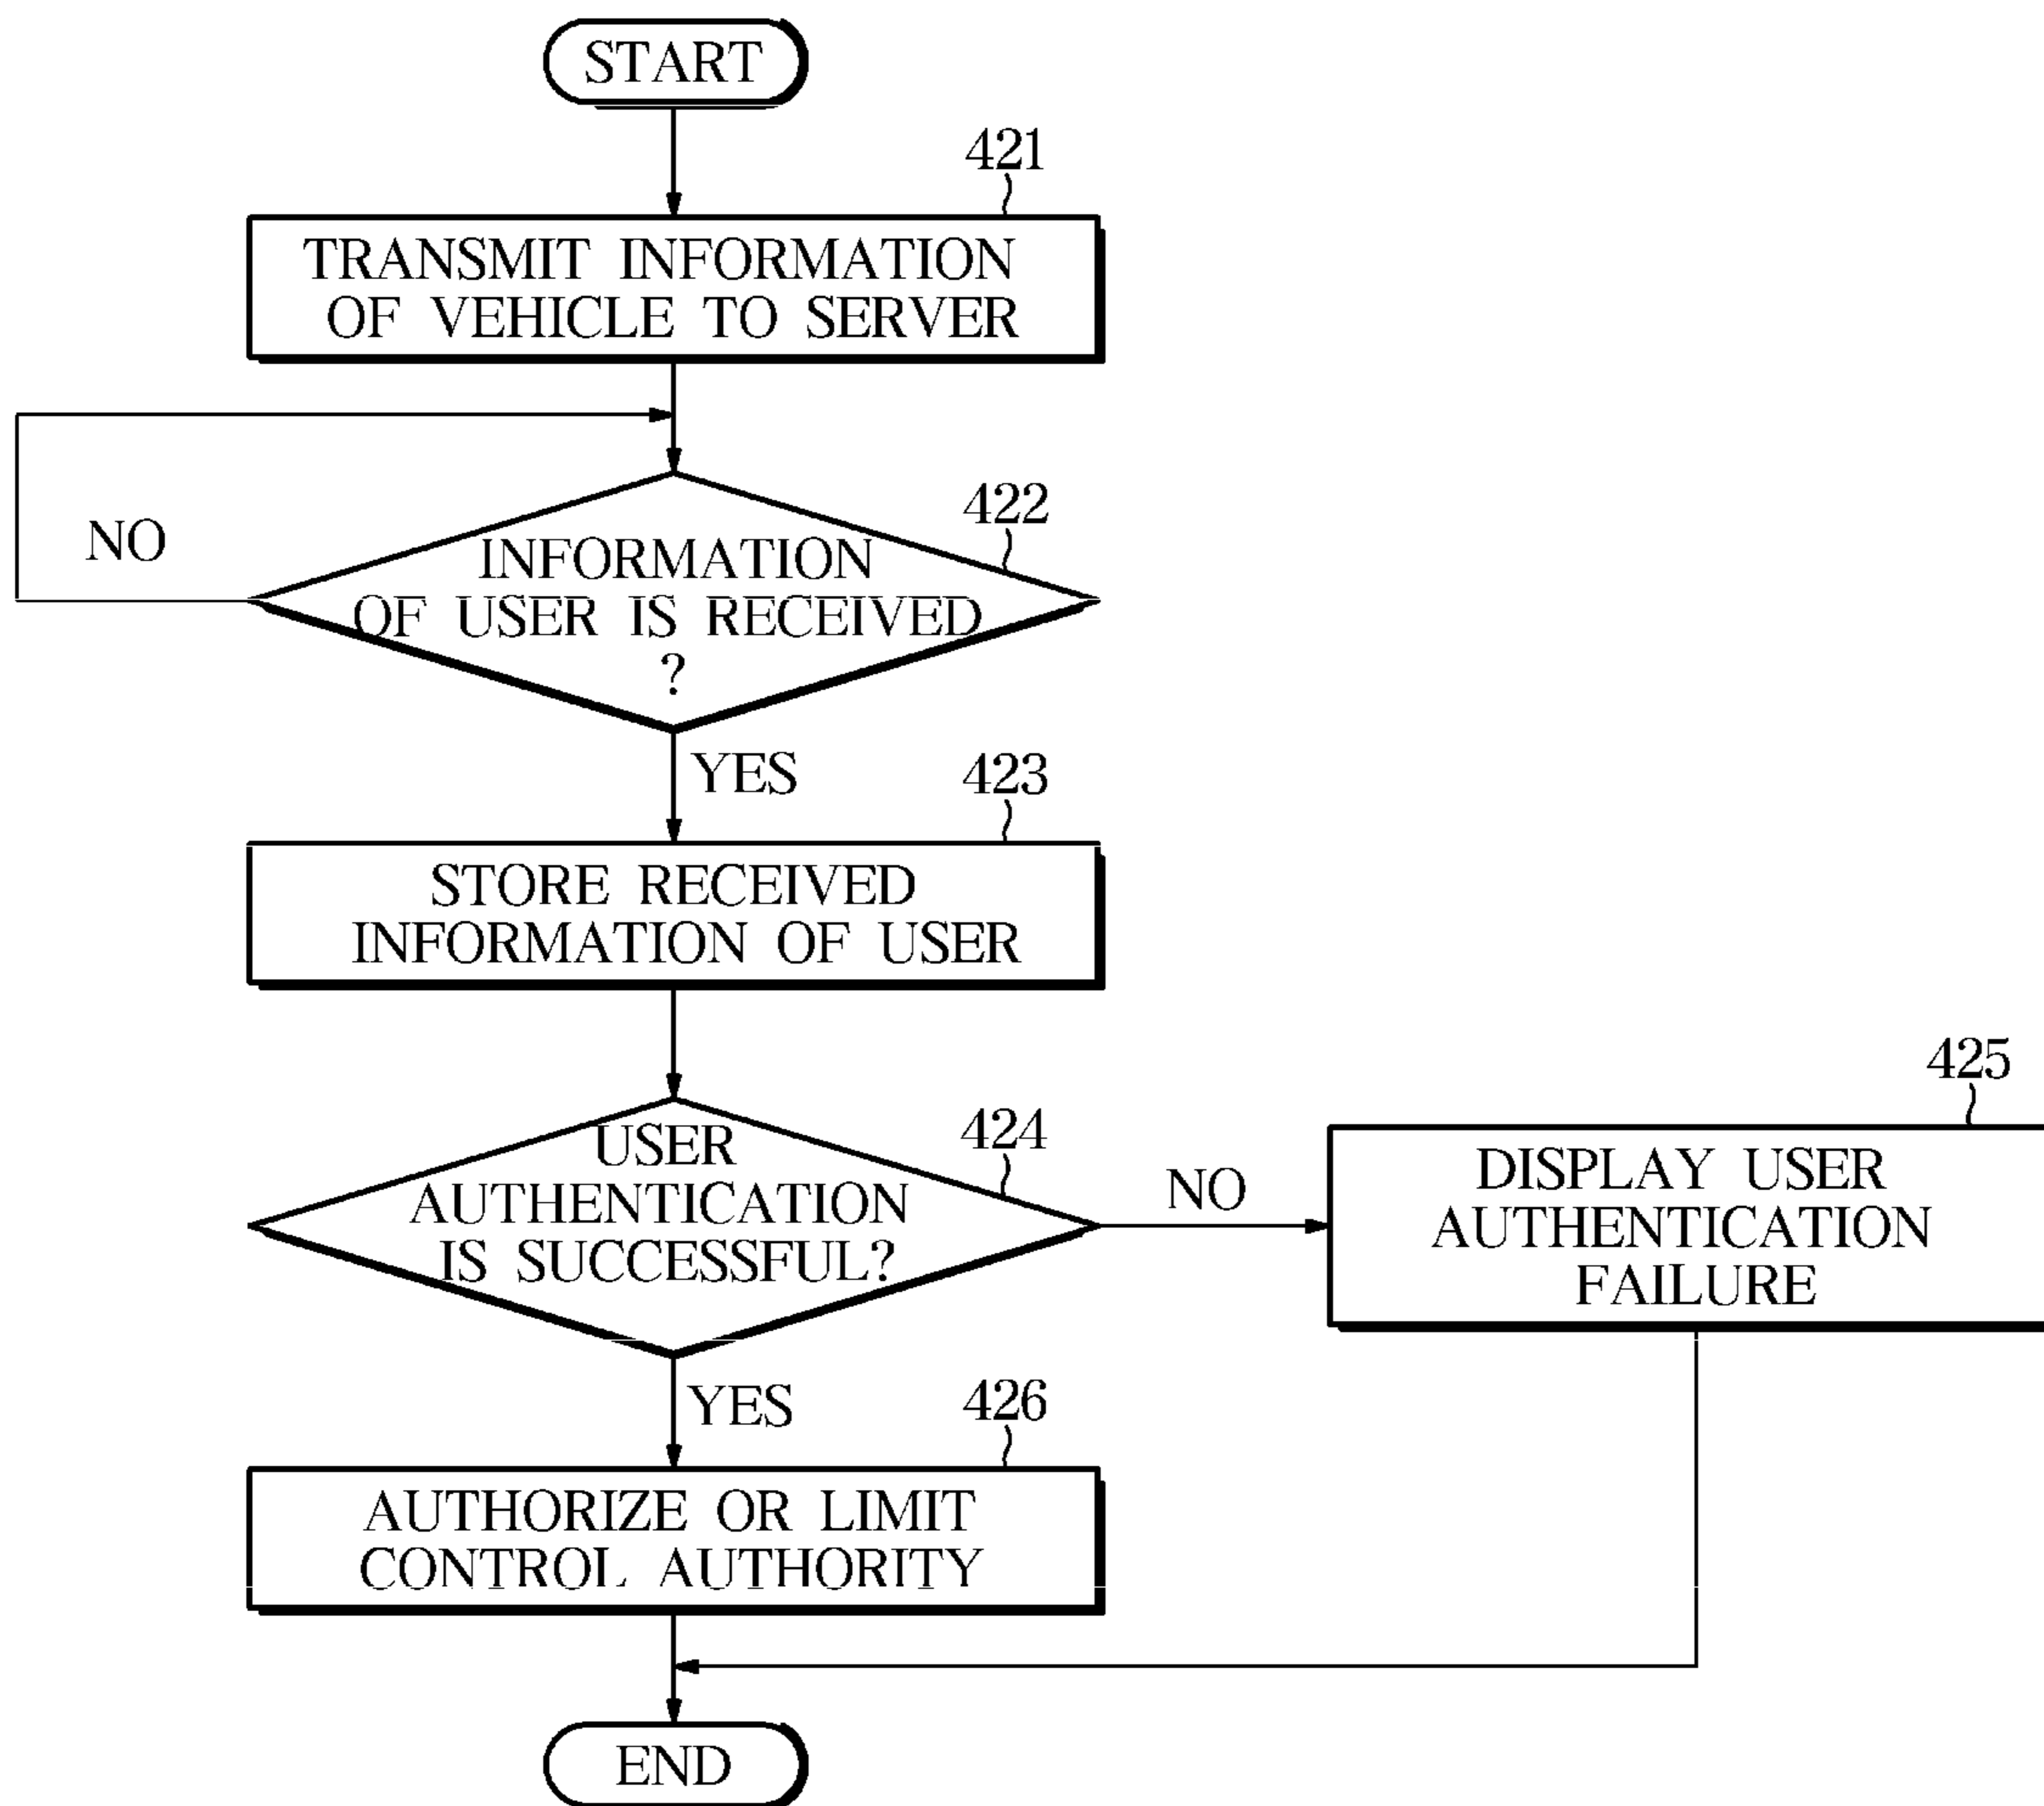 START
421
TRANSMIT INFORMATION
OF VEHICLE TO SERVER
422
NO
INFORMATION
OF USER IS RECEIVED
?
YES
423
STORE RECEIVED
INFORMATION OF USER
424
USER
AUTHENTICATION
IS SUCCESSFUL?
NO
425
DISPLAY USER
AUTHENTICATION
FAILURE
YES
426
AUTHORIZE OR LIMIT
CONTROL AUTHORITY
END